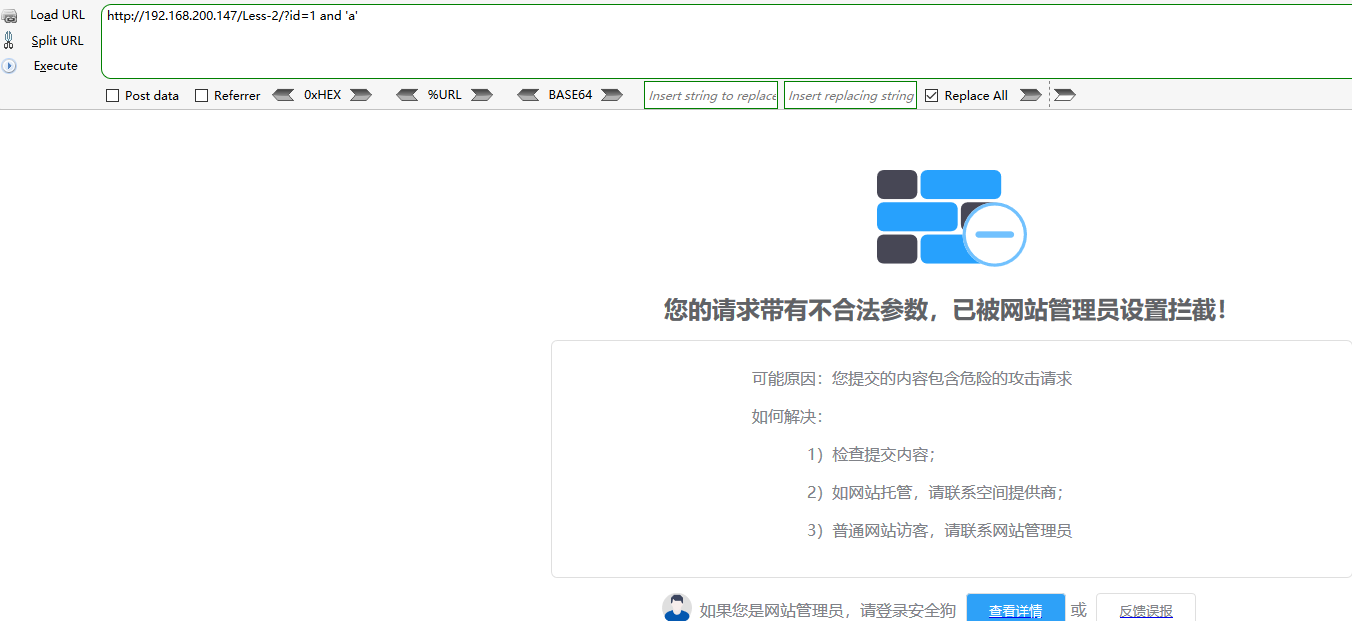 Load URL
http://192.168.200.147/Less-2/?id=1 and 'a'
Split URL
Execute
Post data Referrer 0xHEX %URL BASE64 Insert string to replace Insert replacing string Replace All
您的请求带有不合法参数，已被网站管理员设置拦截！
可能原因：您提交的内容包含危险的攻击请求
如何解决：
1）检查提交内容；
2）如网站托管，请联系空间提供商；
3）普通网站访客，请联系网站管理员
如果您是网站管理员，请登录安全狗 查看详情 或 反馈误报